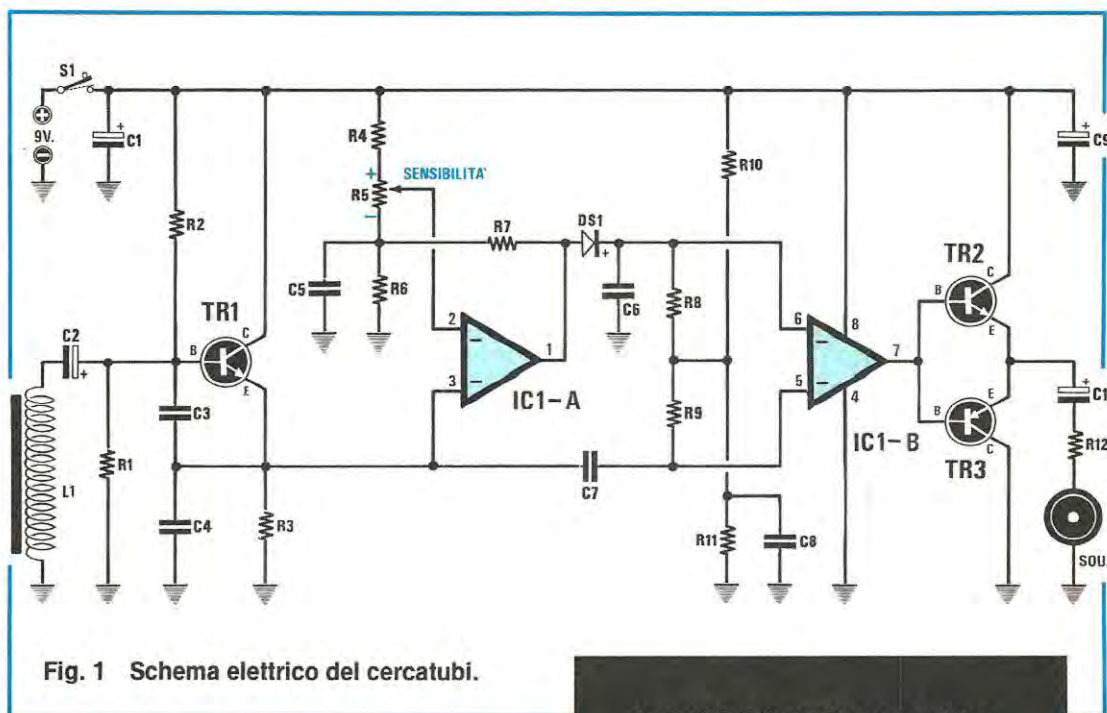 S1
9V.
C1
R2
R4
R5
SENSIBILITA'
R7
DS1
R10
C9
C5
R6
C6
R8
TR2
B
C
E
TR1
B
C
E
C2
2
3
1
IC1-A
6
5
8
4
7
IC1-B
C3
R9
C7
TR3
B
E
C
C1
R12
L1
R1
C4
R3
R11
C8
SOU
Fig. 1 Schema elettrico del cercatubi.